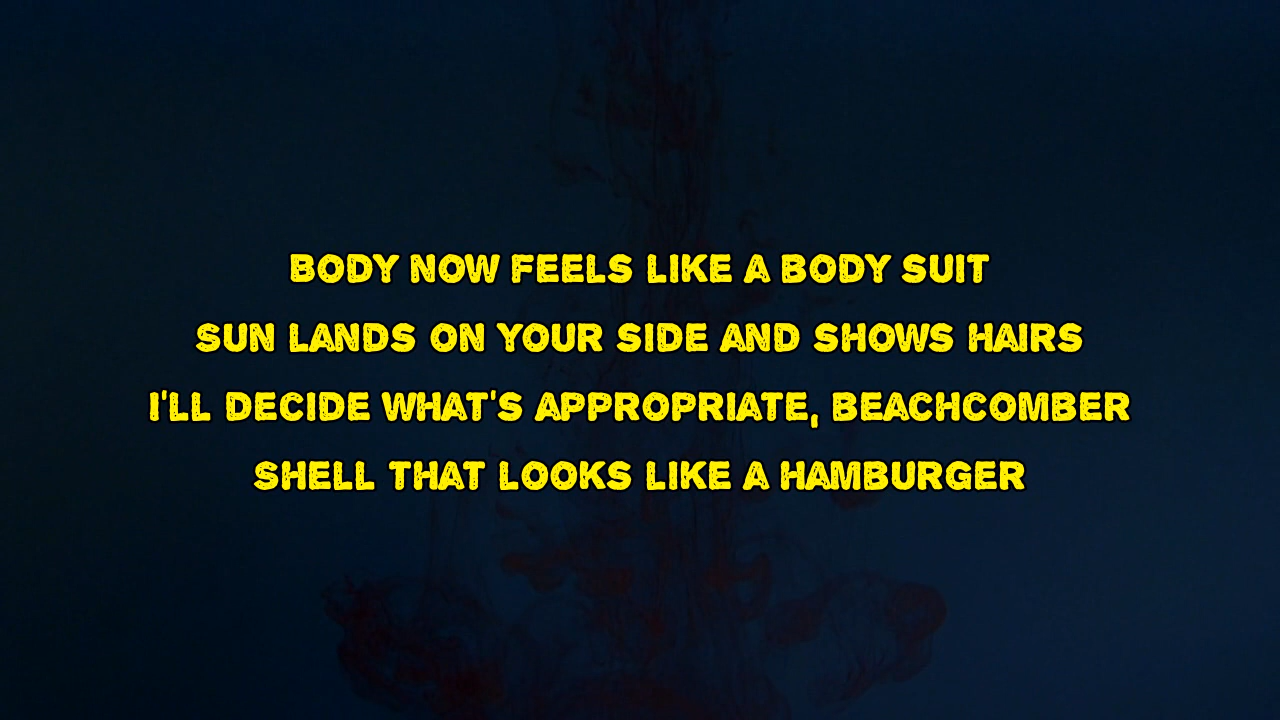 BODY NOW FEELS LIKE A BODY SUIT
SUN LANDS ON YOUR SIDE AND SHOWS HAIRS
I'LL DECIDE WHAT'S APPROPRIATE, BEACHCOMBER
SHELL THAT LOOKS LIKE A HAMBURGER